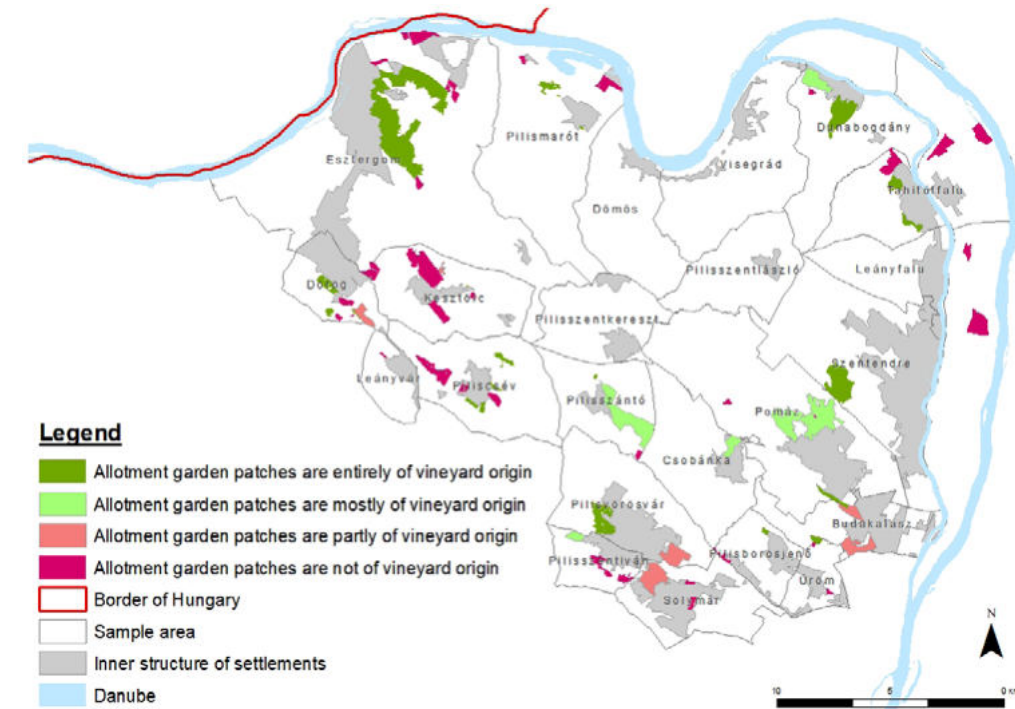 Pilismarót
Dunabogdány
Esztergom
Visegrád
Tahitótfalu
Dömös
Pilisszentlászló
Leányfalu
Dorog
Kesztölc
Pilisszentkereszt
Szentendre
Leányvár
Piliscsév
Pilisszántó
Pomáz
Csobánka
Pilisvörösvár
Budakalász
Pilisszentiván
Pilisborosjenő
Üröm
Solymár
Legend
Allotment garden patches are entirely of vineyard origin
Allotment garden patches are mostly of vineyard origin
Allotment garden patches are partly of vineyard origin
Allotment garden patches are not of vineyard origin
Border of Hungary
Sample area
Inner structure of settlements
Danube
N
10 5 0